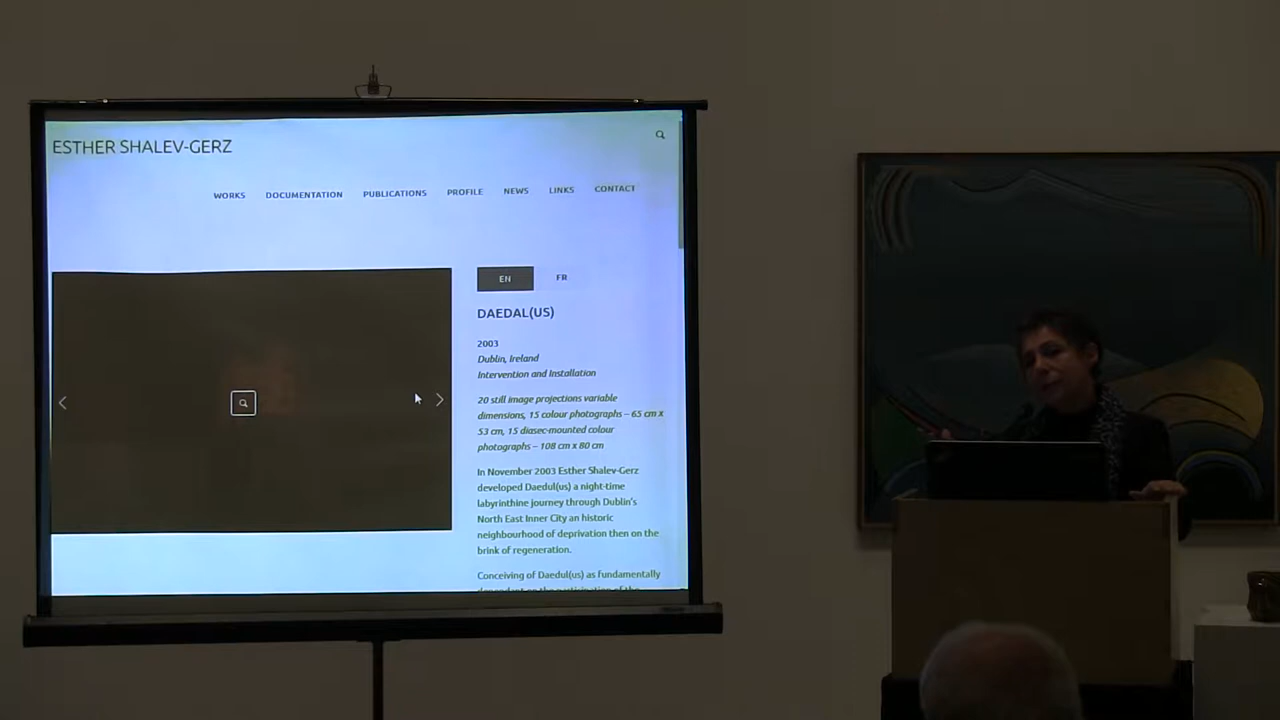 ESTHER SHALEV-GERZ
WORKS DOCUMENTATION PUBLICATIONS PROFILE NEWS LINKS CONTACT
EN FR
DAEDAL(US)
2003
Dublin, Ireland
Intervention and Installation
20 still image projections variable
dimensions, 15 colour photographs – 65 cm x
53 cm, 15 diasec-mounted colour
photographs – 108 cm x 80 cm
In November 2003 Esther Shalev-Gerz
developed Daedul(us) a night-time
labyrinthine journey through Dublin's
North East Inner City an historic
neighbourhood of deprivation then on the
brink of regeneration.
Conceiving of Daedul(us) as fundamentally